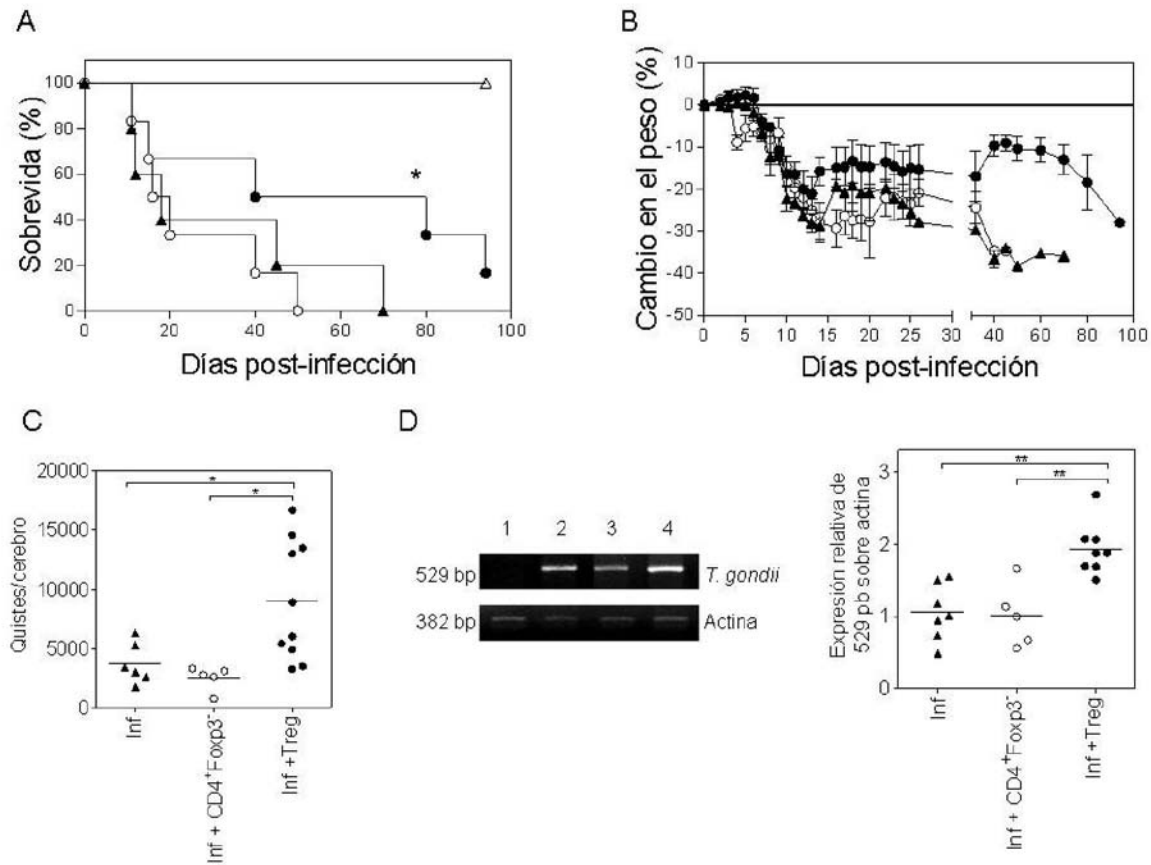 A
Sobrevida (%)
100
80
60
40
20
0
*
0 20 40 60 80 100
Días post-infección
B
Cambio en el peso (%)
10
0
-10
-20
-30
-40
-50
0 5 10 15 20 25 30 40 60 80 100
Días post-infección
C
Quistes/cerebro
20000
15000
10000
5000
0
*
*
Inf
Inf + CD4⁺Foxp3⁻
Inf +Treg
D
1 2 3 4
529 bp T. gondii
382 bp Actina
Expresión relativa de
529 pb sobre actina
3
2
1
0
**
**
Inf
Inf + CD4⁺Foxp3⁻
Inf +Treg